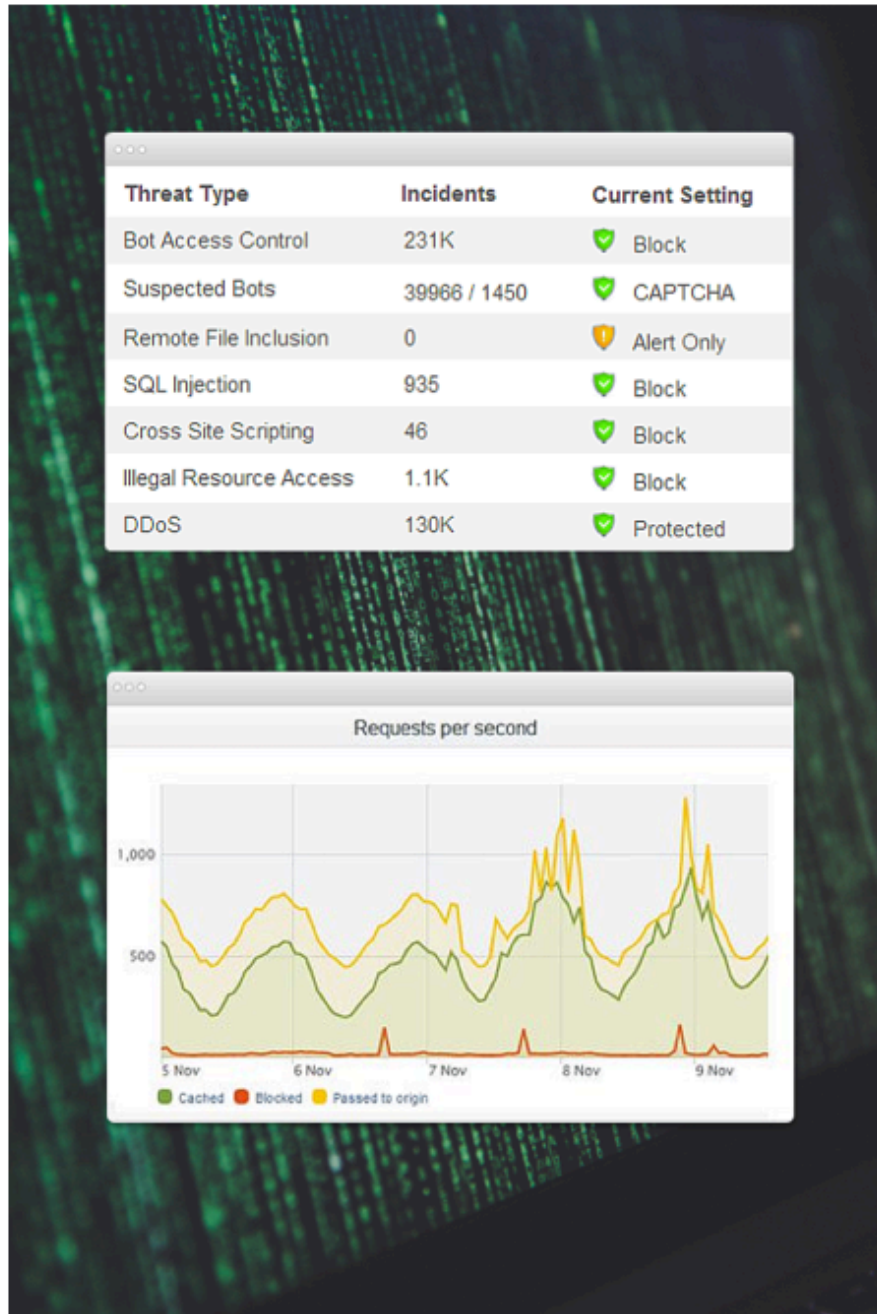 Threat Type Incidents Current Setting
Bot Access Control 231K Block
Suspected Bots 39966 / 1450 CAPTCHA
Remote File Inclusion 0 Alert Only
SQL Injection 935 Block
Cross Site Scripting 46 Block
Illegal Resource Access 1.1K Block
DDoS 130K Protected
Requests per second
1,000
500
5 Nov 6 Nov 7 Nov 8 Nov 9 Nov
Cached Blocked Passed to origin